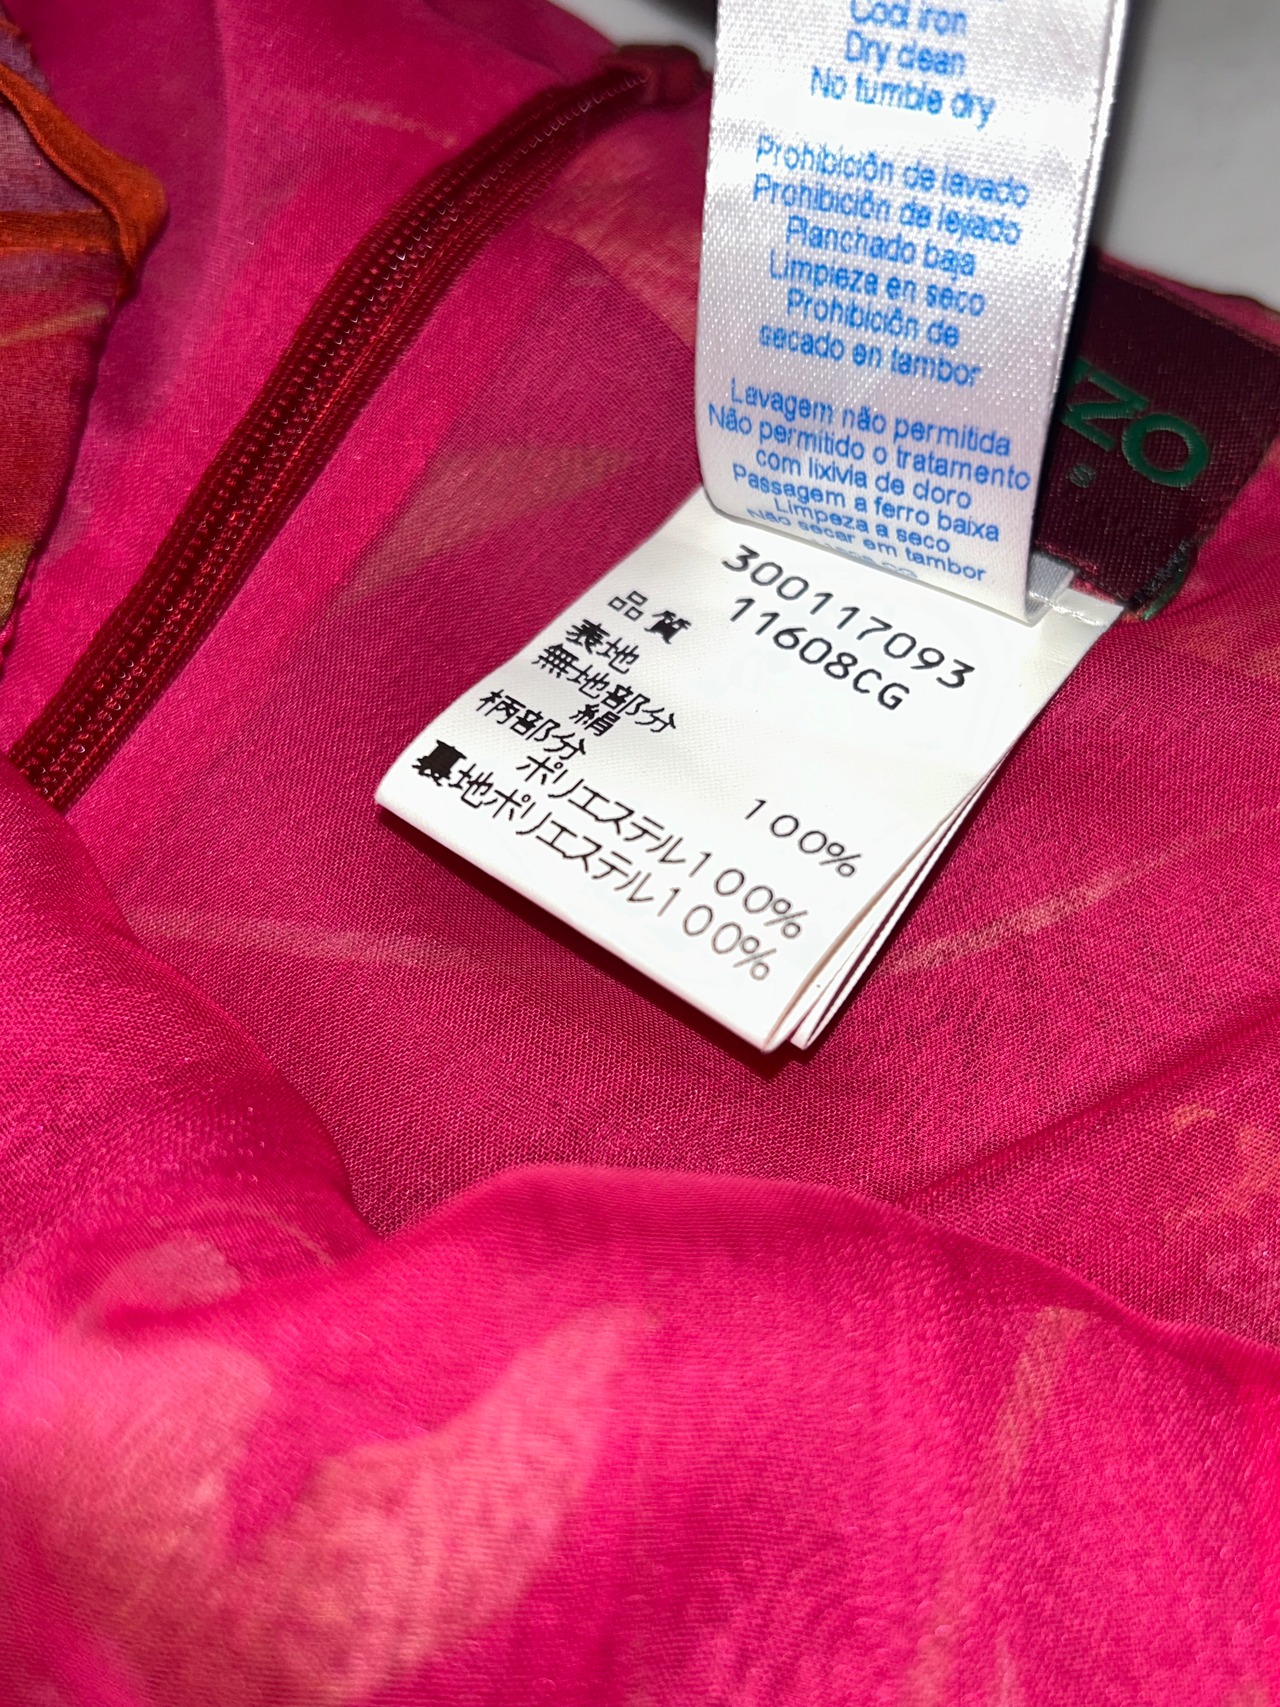 Cool iron
Dry clean
No tumble dry
Prohibición de lavado
Prohibición de lejiado
Planchado baja
Limpieza en seco
Prohibición de
secado en tambor
Lavagem não permitida
Não permitido o tratamento
com lixivia de cloro
Passagem a ferro baixa
Limpeza a seco
Não secar em tambor
ZO
S
300117093
11608CG
品質
表地
無地部分
絹 100%
柄部分
ポリエステル100%
裏地ポリエステル100%